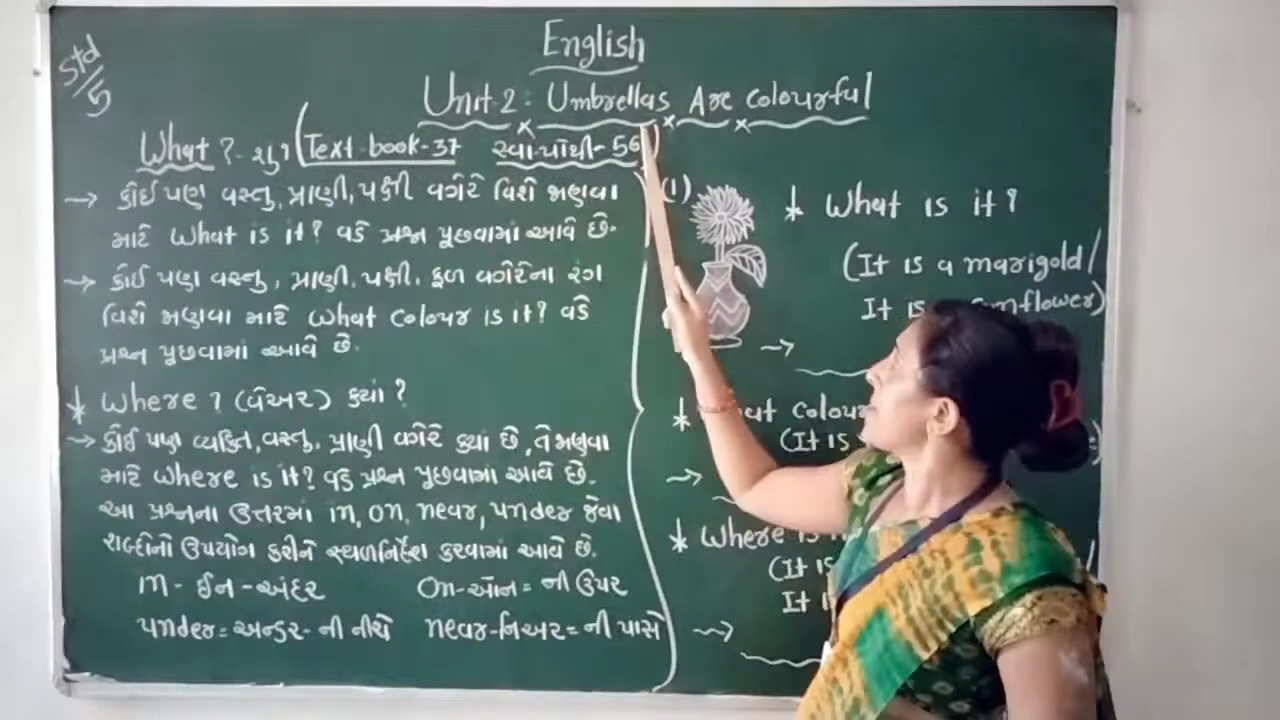 Std 5
English
Unit 2 : Umbrellas Are colourful
What ? - શું? (Text book-37 સ્વાપોથી-56)
→ કોઈ પણ વસ્તુ, પ્રાણી, પક્ષી વગેરે વિશે જાણવા
માટે What is it? વડે પ્રશ્ન પૂછવામાં આવે છે.
→ કોઈ પણ વસ્તુ, પ્રાણી, પક્ષી, ફળ વગેરેના રંગ
વિશે જાણવા માટે What colour is it? વડે
પ્રશ્ન પૂછવામાં આવે છે.
* Where ? (વૅઅર) ક્યાં ?
→ કોઈ પણ વ્યક્તિ, વસ્તુ, પ્રાણી વગેરે ક્યાં છે, તે જાણવા
માટે Where is it? વડે પ્રશ્ન પૂછવામાં આવે છે.
આ પ્રશ્નના ઉત્તરમાં in, on, near, under જેવા
શબ્દોનો ઉપયોગ કરીને સ્થળનિર્દેશ કરવામાં આવે છે.
in - ઈન - અંદર on-ઑન = ની ઉપર
under = અન્ડર - ની નીચે near-નિઅર = ની પાસે
(1)
* What is it?
(It is a marigold/
It is
* colour
(It is
→
* Where is
(It is
It
→